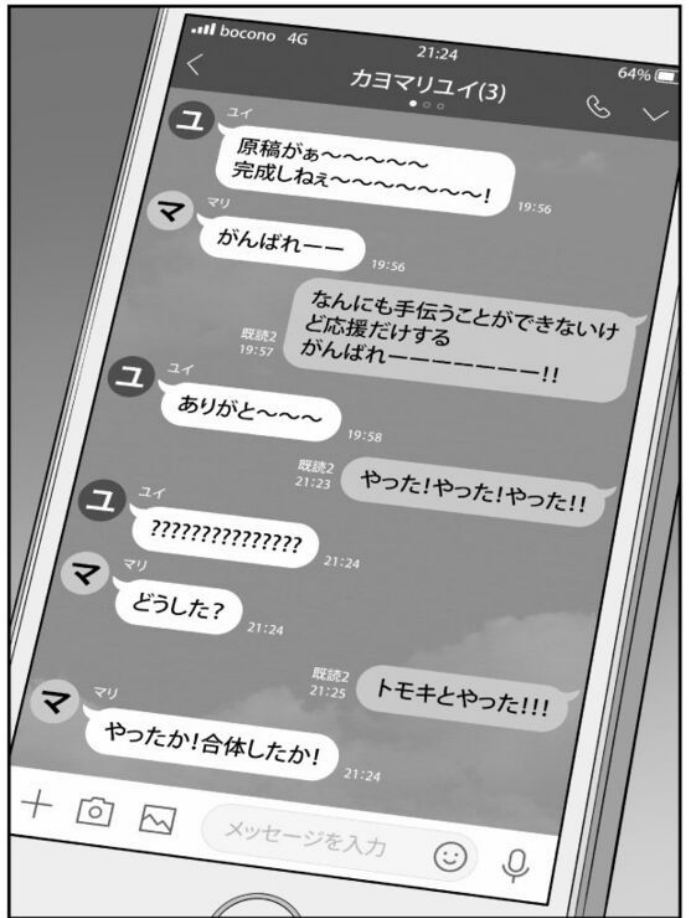 bocono 4G
21:24
64%
カヨマリユイ(3)
ユ
ユイ
原稿がぁ〜〜〜〜〜
完成しねぇ〜〜〜〜〜〜〜!
19:56
マ
マリ
がんばれーー
19:56
なんにも手伝うことができないけ
ど応援だけする
がんばれーーーーーーー!!
既読2
19:57
ユ
ユイ
ありがと〜〜〜
19:58
やった!やった!やった!!
既読2
21:23
ユ
ユイ
???????????????
21:24
マ
マリ
どうした?
21:24
トモキとやった!!!
既読2
21:25
マ
マリ
やったか!合体したか!
21:24
メッセージを入力